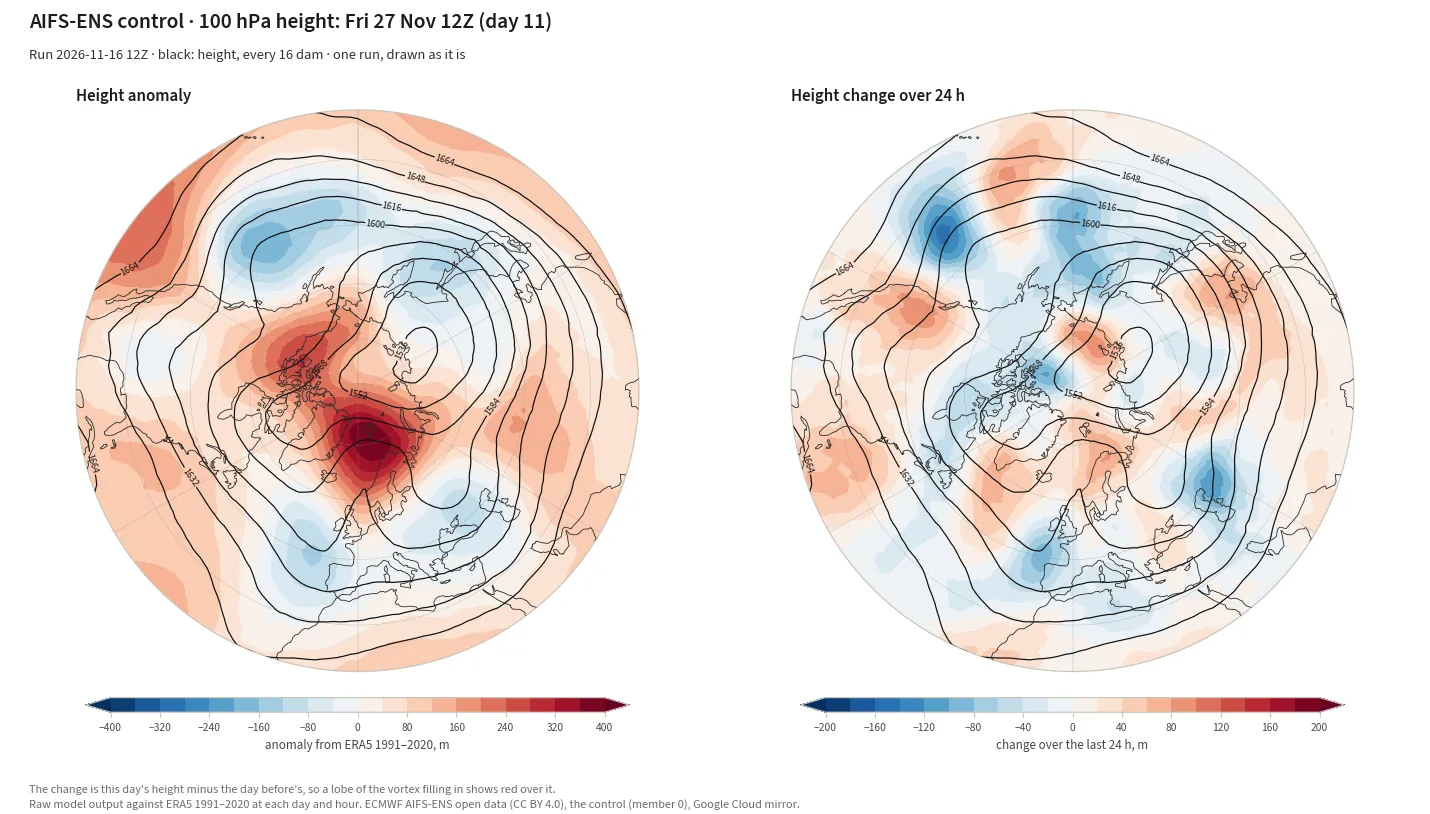 AIFS-ENS control · 100 hPa height: Fri 27 Nov 12Z (day 11)
Run 2026-11-16 12Z · black: height, every 16 dam · one run, drawn as it is
Height anomaly
Height change over 24 h
1664
1648
1616
1600
1664
1552
1584
1632
1664
1664
1648
1616
1600
1664
1552
1584
1632
1664
−400 −320 −240 −160 −80 0 80 160 240 320 400
anomaly from ERA5 1991–2020, m
−200 −160 −120 −80 −40 0 40 80 120 160 200
change over the last 24 h, m
The change is this day's height minus the day before's, so a lobe of the vortex filling in shows red over it.
Raw model output against ERA5 1991–2020 at each day and hour. ECMWF AIFS-ENS open data (CC BY 4.0), the control (member 0), Google Cloud mirror.